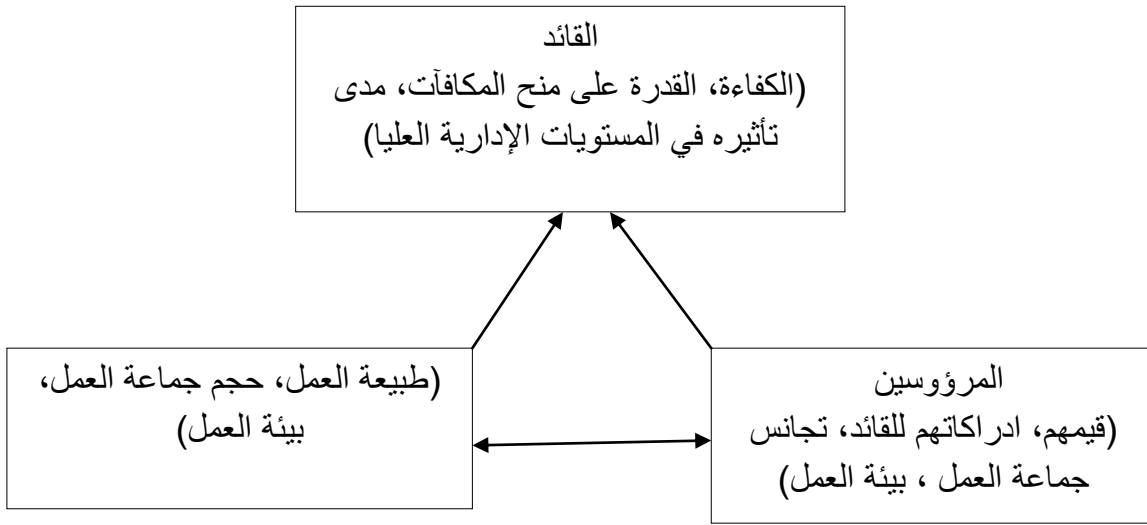 القائد
(الكفاءة، القدرة على منح المكافآت، مدى
تأثيره في المستويات الإدارية العليا)
المرؤوسين
(قيمهم، ادراكاتهم للقائد، تجانس
جماعة العمل ، بيئة العمل)
(طبيعة العمل، حجم جماعة العمل،
بيئة العمل)